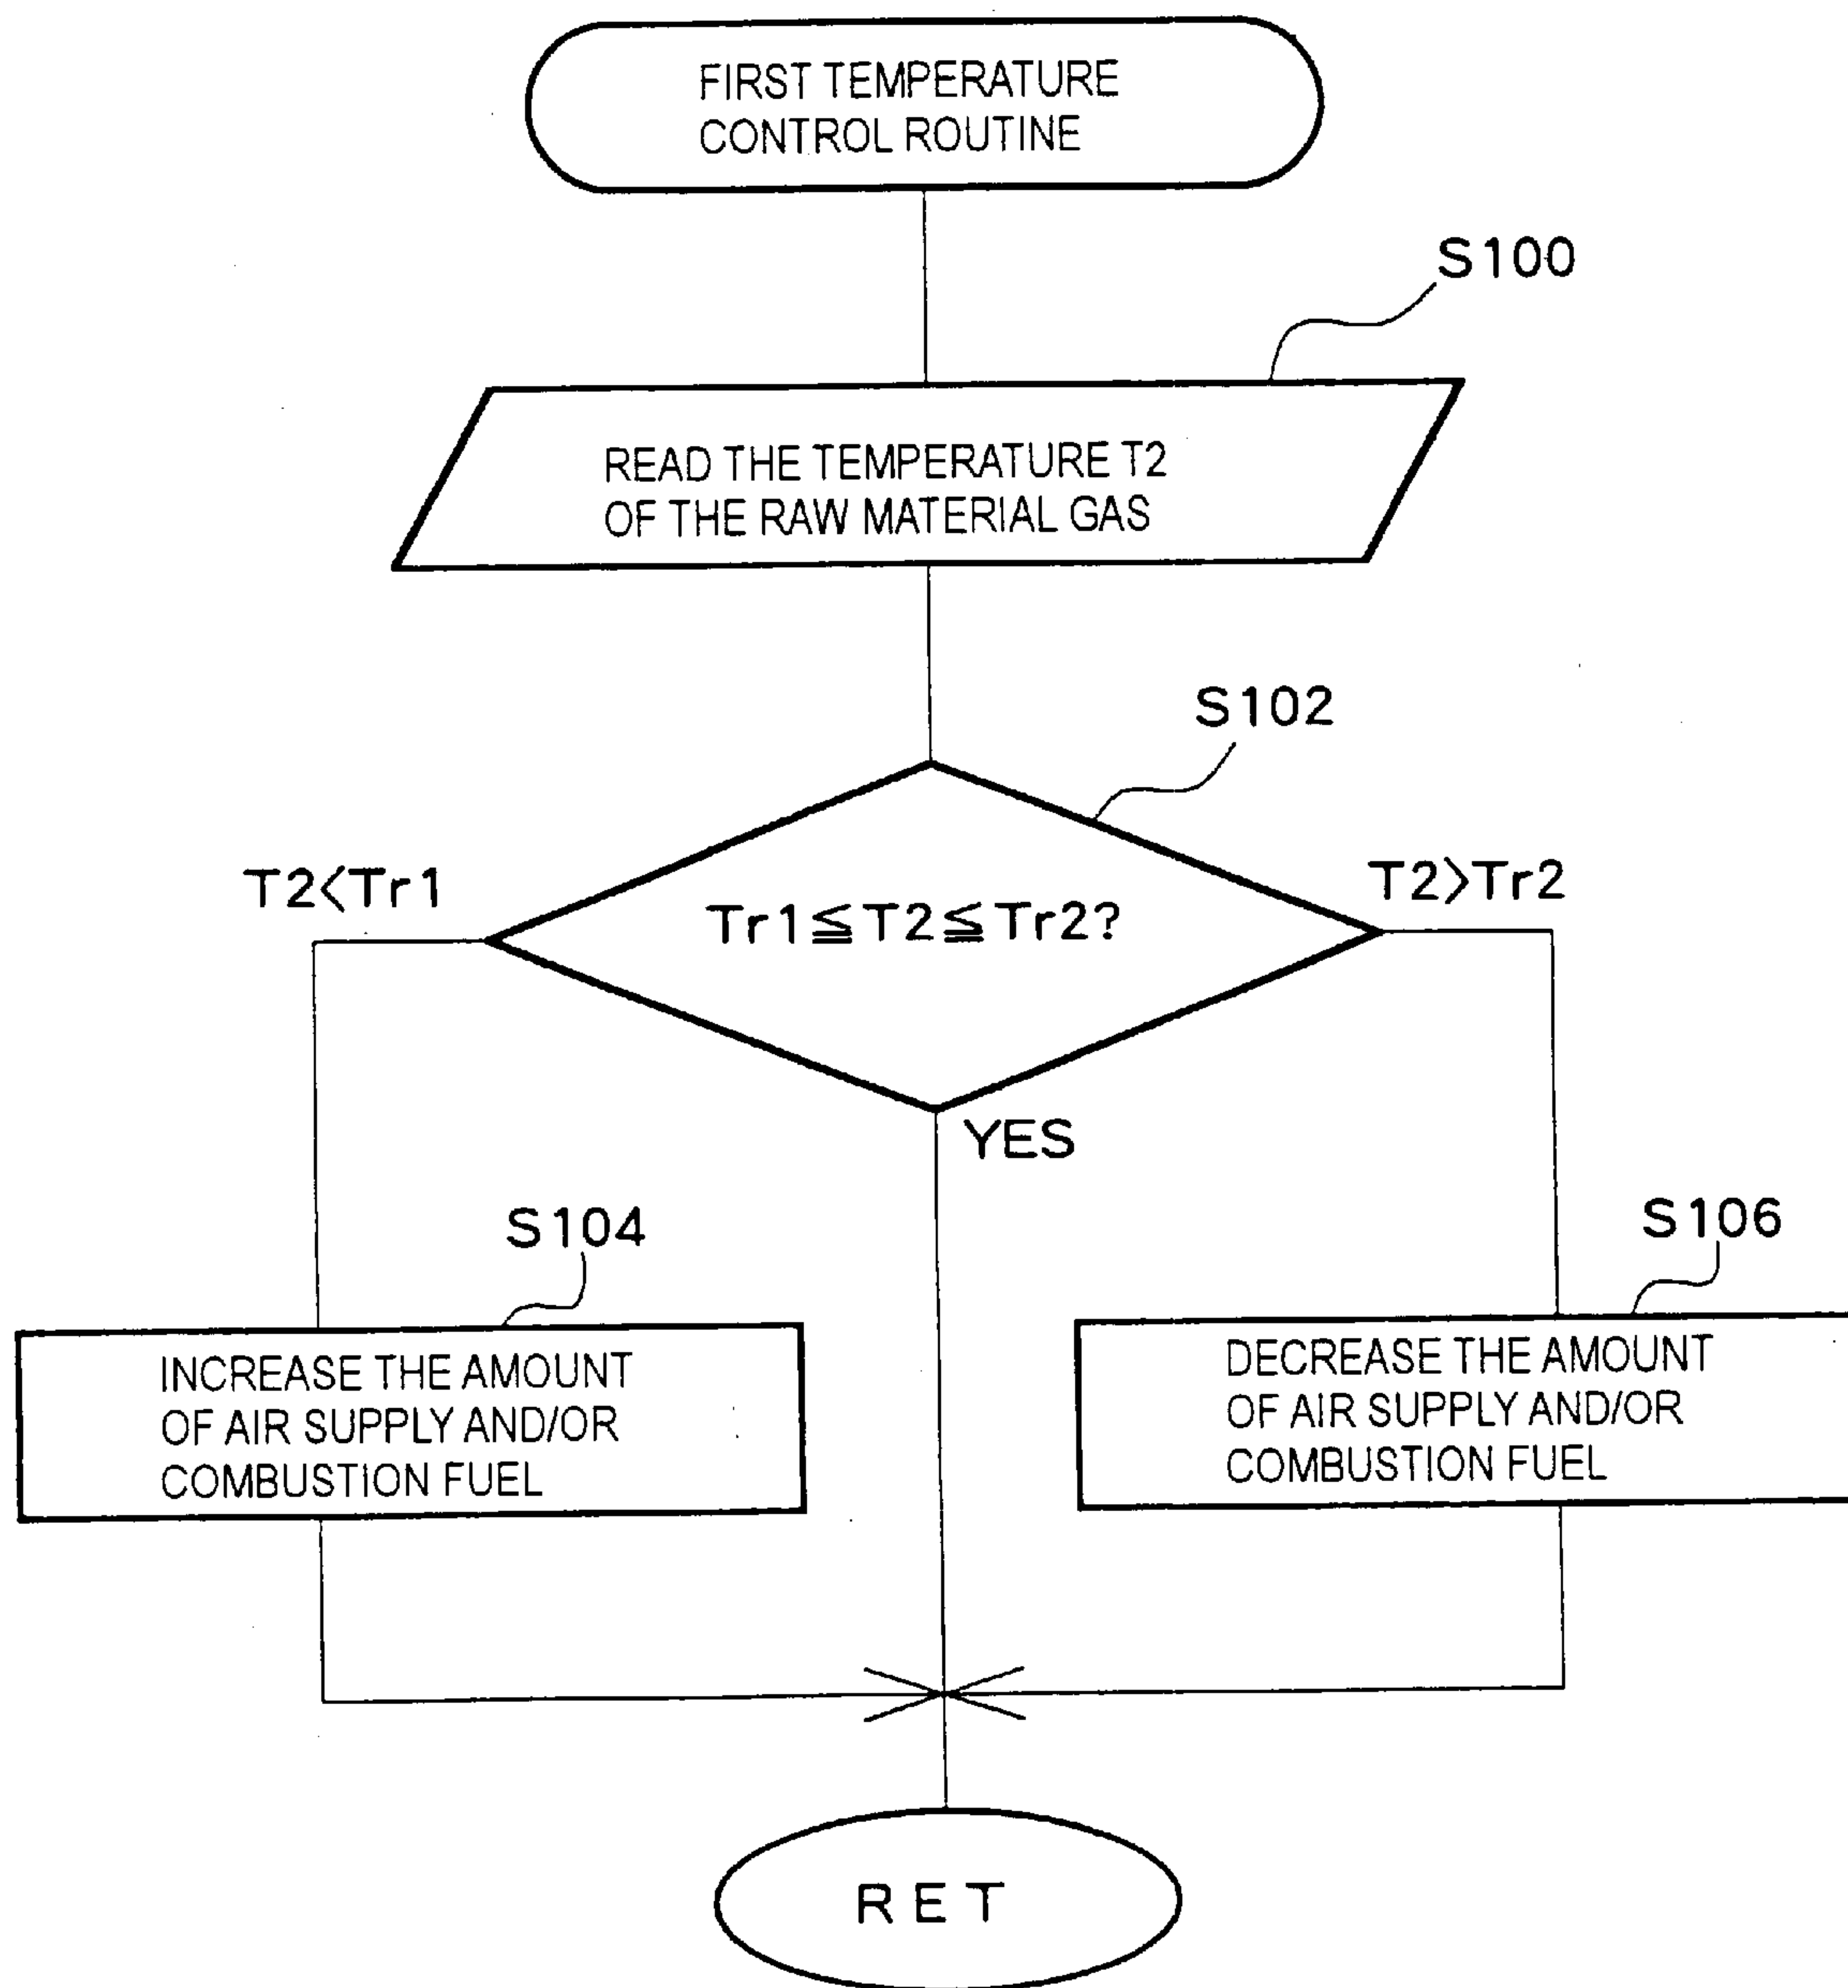 FIRST TEMPERATURE
CONTROL ROUTINE
S100
READ THE TEMPERATURE T2
OF THE RAW MATERIAL GAS
S102
T2<Tr1
Tr1≦T2≦Tr2?
T2>Tr2
YES
S104
S106
INCREASE THE AMOUNT
OF AIR SUPPLY AND/OR
COMBUSTION FUEL
DECREASE THE AMOUNT
OF AIR SUPPLY AND/OR
COMBUSTION FUEL
RET